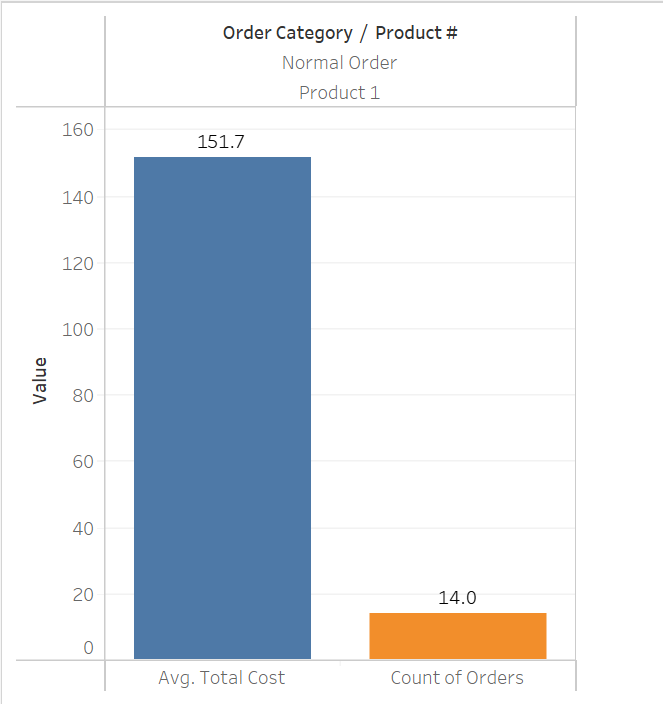 Order Category / Product #
Normal Order
Product 1
160
151.7
140
120
100
Value
80
60
40
20
14.0
0
Avg. Total Cost
Count of Orders